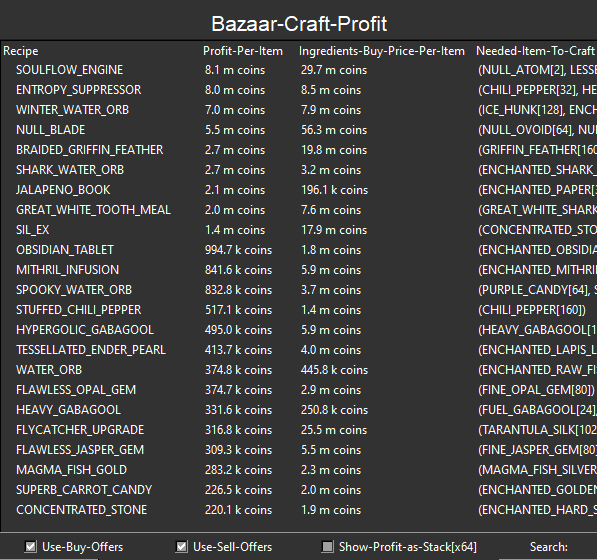 Bazaar-Craft-Profit
Recipe Profit-Per-Item Ingredients-Buy-Price-Per-Item Needed-Item-To-Craft
SOULFLOW_ENGINE 8.1 m coins 29.7 m coins (NULL_ATOM[2], LESSE
ENTROPY_SUPPRESSOR 8.0 m coins 8.5 m coins (CHILI_PEPPER[32], HE
WINTER_WATER_ORB 7.0 m coins 7.9 m coins (ICE_HUNK[128], ENCH
NULL_BLADE 5.5 m coins 56.3 m coins (NULL_OVOID[64], NUL
BRAIDED_GRIFFIN_FEATHER 2.7 m coins 19.8 m coins (GRIFFIN_FEATHER[160
SHARK_WATER_ORB 2.7 m coins 3.2 m coins (ENCHANTED_SHARK_
JALAPENO_BOOK 2.1 m coins 196.1 k coins (ENCHANTED_PAPER[3
GREAT_WHITE_TOOTH_MEAL 2.0 m coins 7.6 m coins (GREAT_WHITE_SHARK
SIL_EX 1.4 m coins 17.9 m coins (CONCENTRATED_STO
OBSIDIAN_TABLET 994.7 k coins 1.8 m coins (ENCHANTED_OBSIDIA
MITHRIL_INFUSION 841.6 k coins 5.9 m coins (ENCHANTED_MITHRI
SPOOKY_WATER_ORB 832.8 k coins 3.7 m coins (PURPLE_CANDY[64], S
STUFFED_CHILI_PEPPER 517.1 k coins 1.4 m coins (CHILI_PEPPER[160])
HYPERGOLIC_GABAGOOL 495.0 k coins 5.9 m coins (HEAVY_GABAGOOL[1
TESSELLATED_ENDER_PEARL 413.7 k coins 4.0 m coins (ENCHANTED_LAPIS_L
WATER_ORB 374.8 k coins 445.8 k coins (ENCHANTED_RAW_FI
FLAWLESS_OPAL_GEM 374.7 k coins 2.9 m coins (FINE_OPAL_GEM[80])
HEAVY_GABAGOOL 331.6 k coins 250.8 k coins (FUEL_GABAGOOL[24],
FLYCATCHER_UPGRADE 316.8 k coins 25.5 m coins (TARANTULA_SILK[102
FLAWLESS_JASPER_GEM 309.3 k coins 5.5 m coins (FINE_JASPER_GEM[80]
MAGMA_FISH_GOLD 283.2 k coins 2.3 m coins (MAGMA_FISH_SILVER
SUPERB_CARROT_CANDY 226.5 k coins 2.0 m coins (ENCHANTED_GOLDEN
CONCENTRATED_STONE 220.1 k coins 1.9 m coins (ENCHANTED_HARD_S
Use-Buy-Offers Use-Sell-Offers Show-Profit-as-Stack[x64] Search: